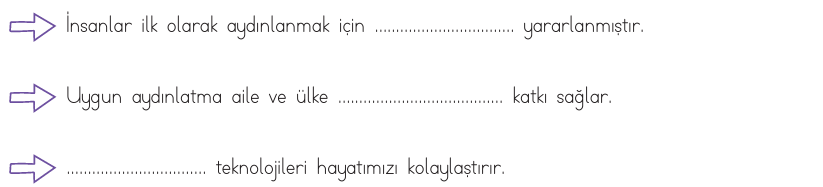 İnsanlar ilk olarak aydınlanmak için .................................. yararlanmıştır.
Uygun aydınlatma aile ve ülke ........................................ katkı sağlar.
.................................. teknolojileri hayatımızı kolaylaştırır.